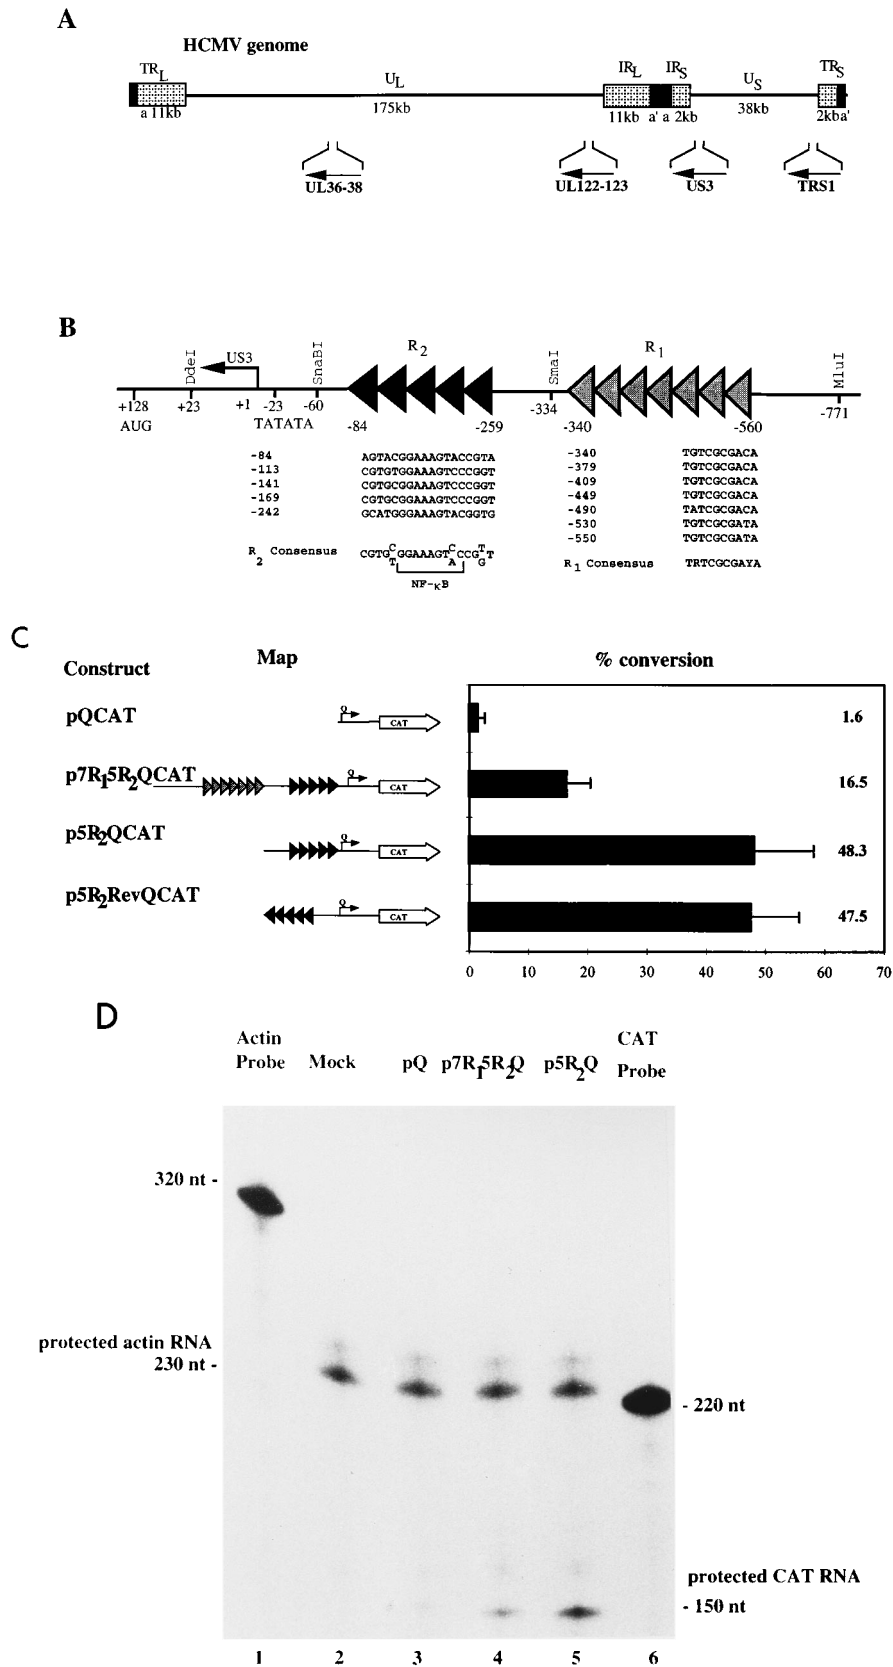 A
HCMV genome
TRL UL IRL IRS US TRS
a 11kb 175kb 11kb a' a 2kb 38kb 2kb a'
UL36-38 UL122-123 US3 TRS1
B
DdeI US3 SnaBI R2 SmaI R1 MluI
+128 +23 +1 -23 -60 -84 -259 -334 -340 -560 -771
AUG TATATA
-84 AGTACGGAAAGTACCGTA
-113 CGTGTGGAAAGTCCCGGT
-141 CGTGCGGAAAGTCCCGGT
-169 CGTGCGGAAAGTCCCGGT
-242 GCATGGGAAAGTACGGTG
-340 TGTCGCGACA
-379 TGTCGCGACA
-409 TGTCGCGACA
-449 TGTCGCGACA
-490 TATCGCGACA
-530 TGTCGCGATA
-550 TGTCGCGATA
R2 Consensus CGTG C/T GGAAAGT C/A CCG T/G T
NF-κB
R1 Consensus TRTCGCGAYA
C
Construct Map % conversion
pQCAT Q CAT 1.6
p7R15R2QCAT Q CAT 16.5
p5R2QCAT Q CAT 48.3
p5R2RevQCAT Q CAT 47.5
0 10 20 30 40 50 60 70
D
Actin Probe Mock pQ p7R15R2Q p5R2Q CAT Probe
320 nt -
protected actin RNA
230 nt -
- 220 nt
protected CAT RNA
- 150 nt
1 2 3 4 5 6